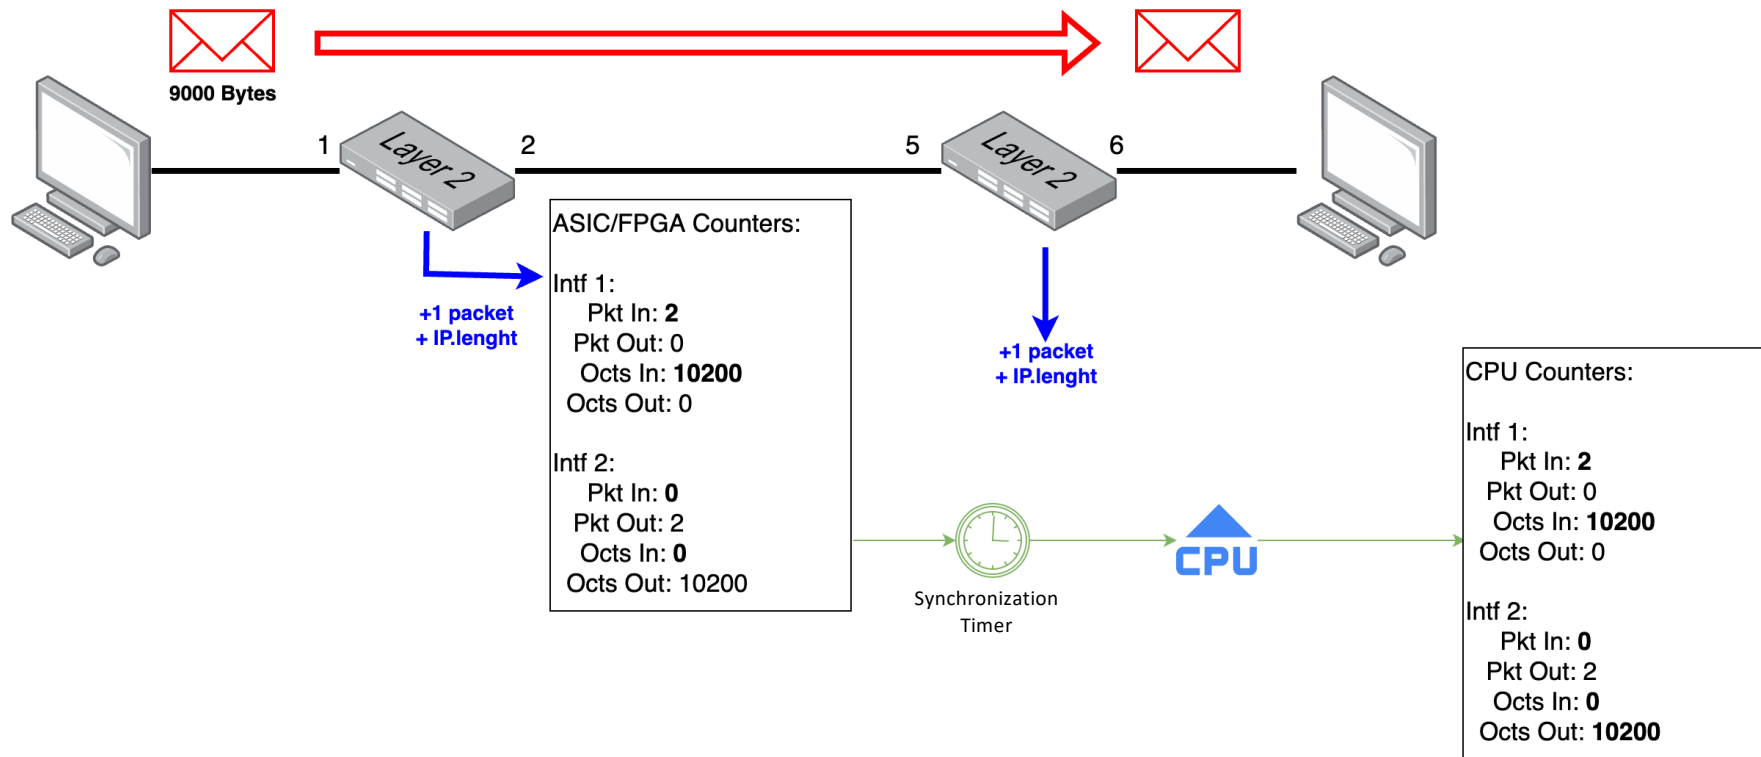 9000 Bytes
1
Layer 2
2
5
Layer 2
6
ASIC/FPGA Counters:
Intf 1:
Pkt In: 2
Pkt Out: 0
Octs In: 10200
Octs Out: 0
Intf 2:
Pkt In: 0
Pkt Out: 2
Octs In: 0
Octs Out: 10200
+1 packet
+ IP.lenght
+1 packet
+ IP.lenght
Synchronization
Timer
CPU
CPU Counters:
Intf 1:
Pkt In: 2
Pkt Out: 0
Octs In: 10200
Octs Out: 0
Intf 2:
Pkt In: 0
Pkt Out: 2
Octs In: 0
Octs Out: 10200